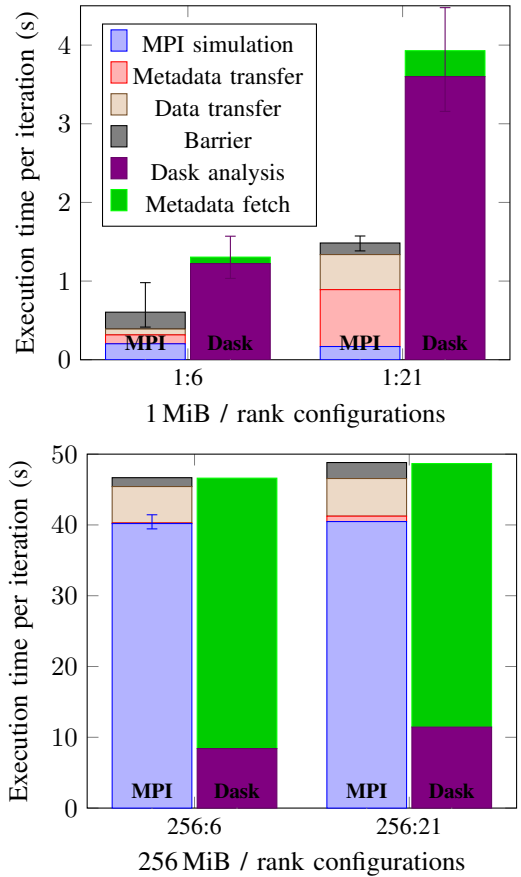 Execution time per iteration (s)
4
3
2
1
0
MPI simulation
Metadata transfer
Data transfer
Barrier
Dask analysis
Metadata fetch
MPI
Dask
MPI
Dask
1:6
1:21
1 MiB / rank configurations
Execution time per iteration (s)
50
40
30
20
10
0
MPI
Dask
MPI
Dask
256:6
256:21
256 MiB / rank configurations